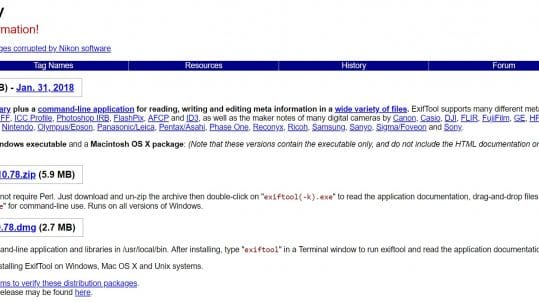 y
rmation!
ges corrupted by Nikon software
Tag Names Resources History Forum
B) - Jan. 31, 2018
ary plus a command-line application for reading, writing and editing meta information in a wide variety of files. ExifTool supports many different meta
FF, ICC Profile, Photoshop IRB, FlashPix, AFCP and ID3, as well as the maker notes of many digital cameras by Canon, Casio, DJI, FLIR, FujiFilm, GE, HP
Nintendo, Olympus/Epson, Panasonic/Leica, Pentax/Asahi, Phase One, Reconyx, Ricoh, Samsung, Sanyo, Sigma/Foveon and Sony.
indows executable and a Macintosh OS X package: (Note that these versions contain the executable only, and do not include the HTML documentation or
10.78.zip (5.9 MB)
not require Perl. Just download and un-zip the archive then double-click on "exiftool(-k).exe" to read the application documentation, drag-and-drop files
e" for command-line use. Runs on all versions of Windows.
0.78.dmg (2.7 MB)
and-line application and libraries in /usr/local/bin. After installing, type "exiftool" in a Terminal window to run exiftool and read the application documentatio
stalling ExifTool on Windows, Mac OS X and Unix systems.
ms to verify these distribution packages.
elease may be found here.